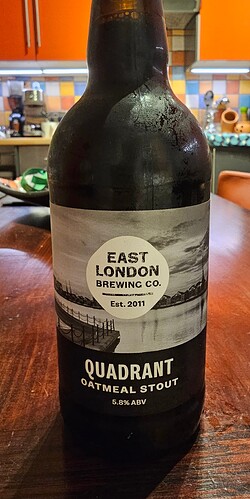 EAST
LONDON
BREWING CO.
Est. 2011
QUADRANT
OATMEAL STOUT
5.8% ABV